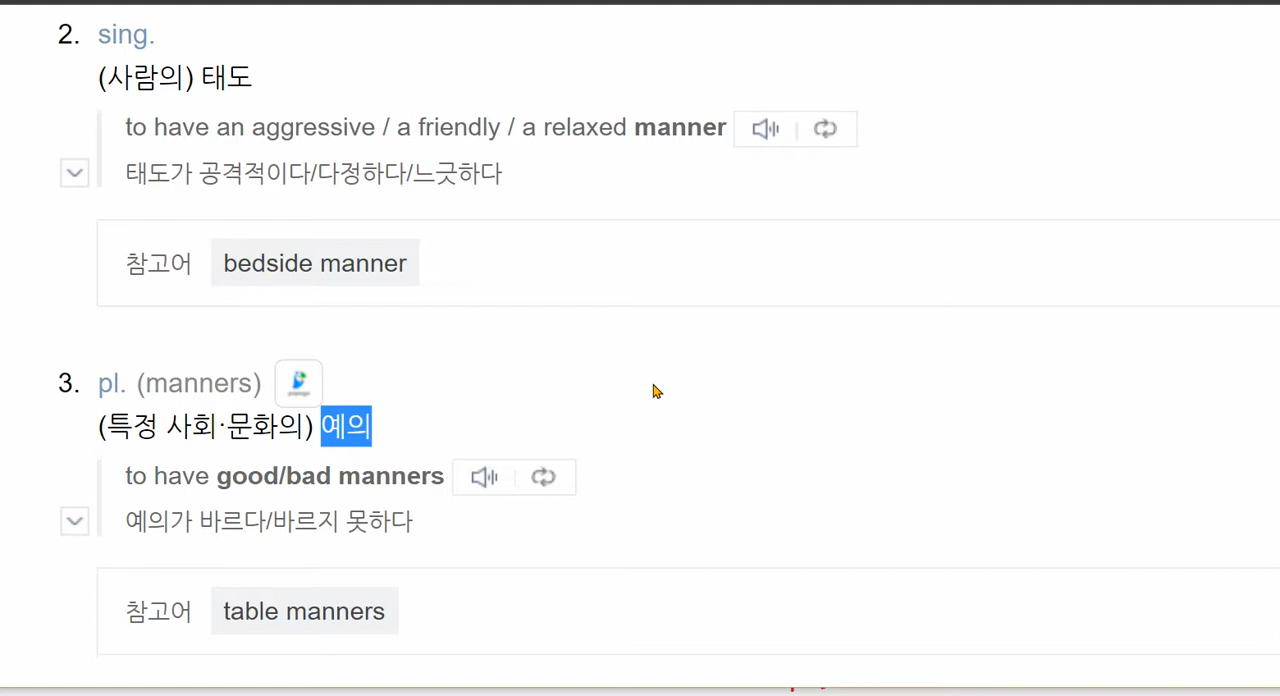 2. sing.
(사람의) 태도
to have an aggressive / a friendly / a relaxed manner
태도가 공격적이다/다정하다/느긋하다
참고어 bedside manner
3. pl. (manners)
(특정 사회·문화의) 예의
to have good/bad manners
예의가 바르다/바르지 못하다
참고어 table manners